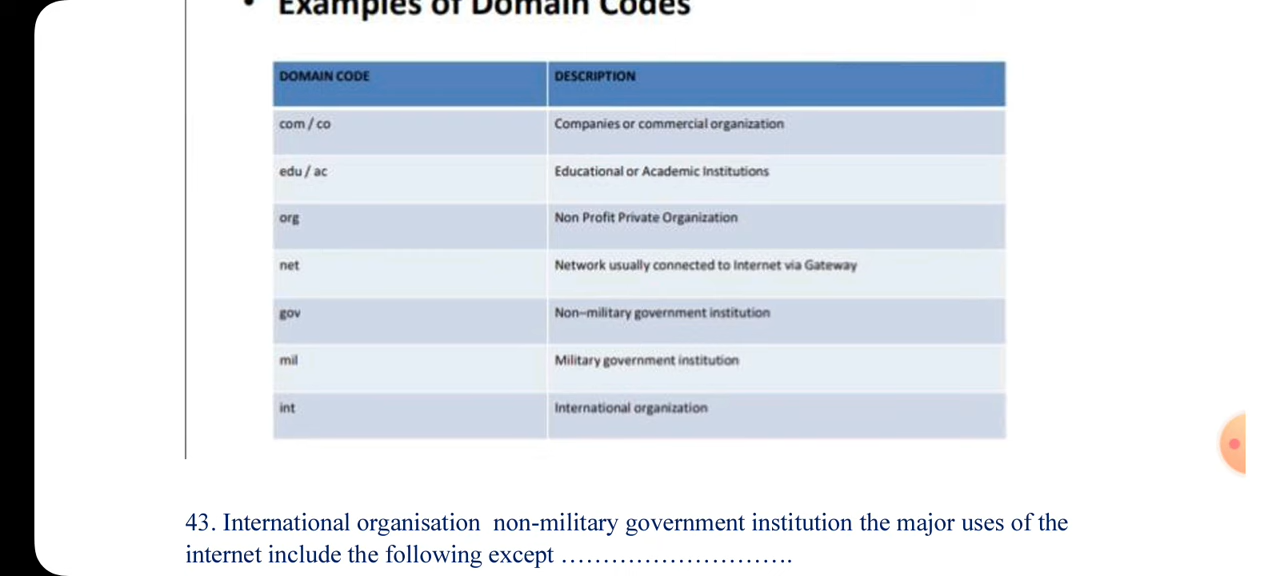 • Examples of Domain Codes
DOMAIN CODE DESCRIPTION
com / co Companies or commercial organization
edu / ac Educational or Academic Institutions
org Non Profit Private Organization
net Network usually connected to Internet via Gateway
gov Non–military government institution
mil Military government institution
int International organization
43. International organisation  non-military government institution the major uses of the
internet include the following except ………………………..